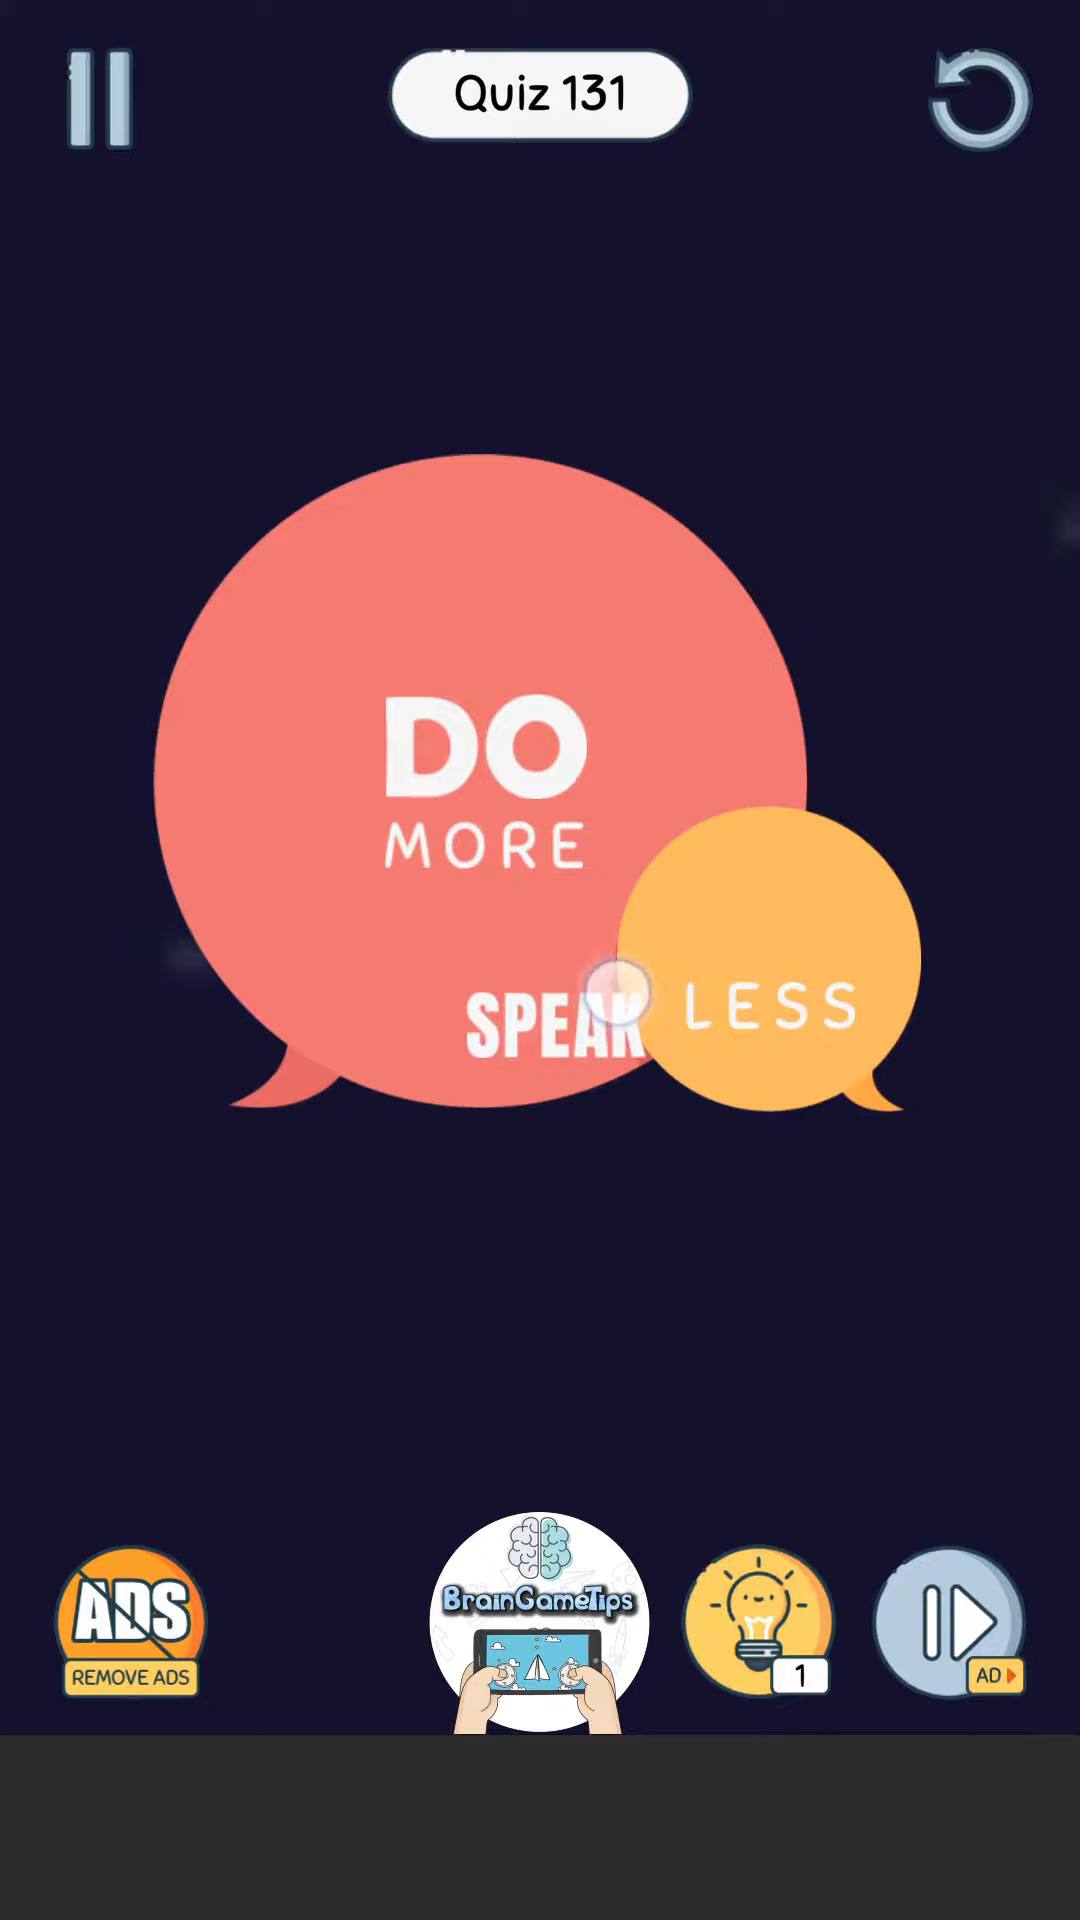 Quiz 131
DO
MORE
SPEAK
LESS
ADS
REMOVE ADS
BrainGameTips
1
AD